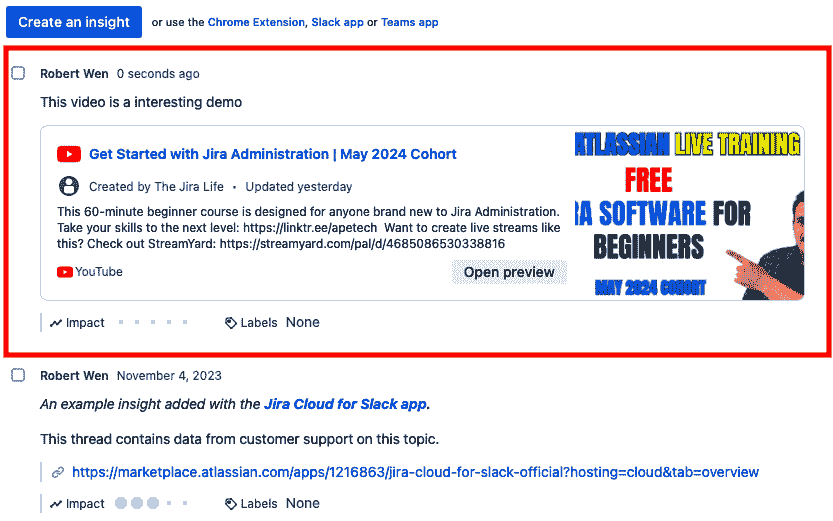 Create an insight or use the Chrome Extension, Slack app or Teams app
Robert Wen 0 seconds ago
This video is a interesting demo
Get Started with Jira Administration | May 2024 Cohort
Created by The Jira Life • Updated yesterday
This 60-minute beginner course is designed for anyone brand new to Jira Administration.
Take your skills to the next level: https://linktr.ee/apetech Want to create live streams like
this? Check out StreamYard: https://streamyard.com/pal/d/4685086530338816
YouTube
Open preview
ATLASSIAN LIVE TRAINING
FREE
RA SOFTWARE FOR
BEGINNERS
MAY 2024 COHORT
Impact
Labels None
Robert Wen November 4, 2023
An example insight added with the Jira Cloud for Slack app.
This thread contains data from customer support on this topic.
https://marketplace.atlassian.com/apps/1216863/jira-cloud-for-slack-official?hosting=cloud&tab=overview
Impact
Labels None